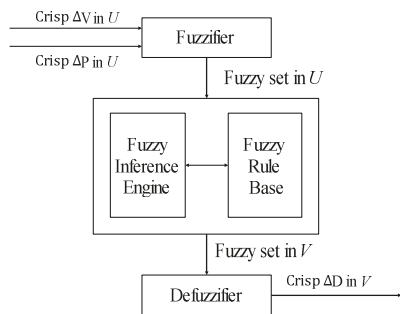 Crisp ΔV in U
Fuzzifier
Crisp ΔP in U
Fuzzy set in U
Fuzzy
Inference
Engine
Fuzzy
Rule
Base
Fuzzy set in V
Crisp ΔD in V
Defuzzifier